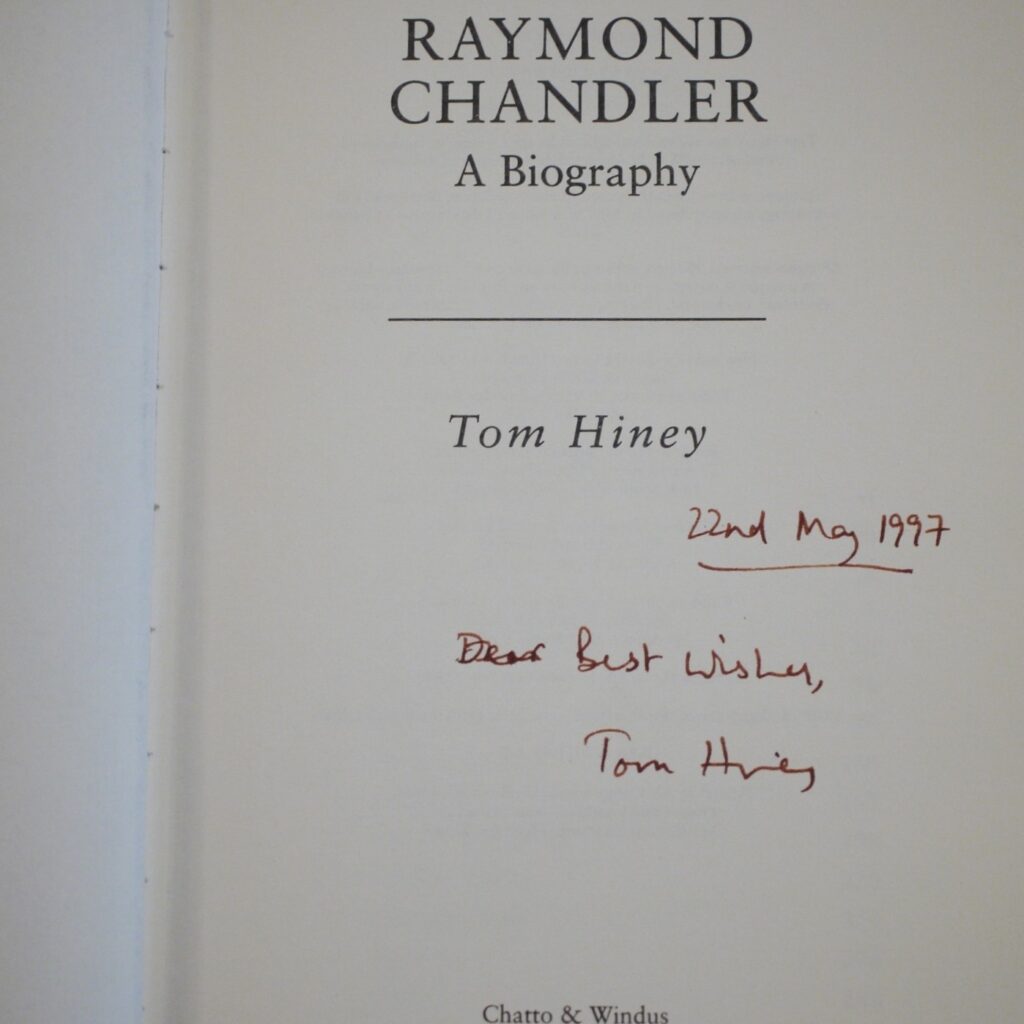 RAYMOND
CHANDLER
A Biography
Tom Hiney
22nd May 1997
Dear Best Wishes,
Tom Hiney
Chatto & Windus